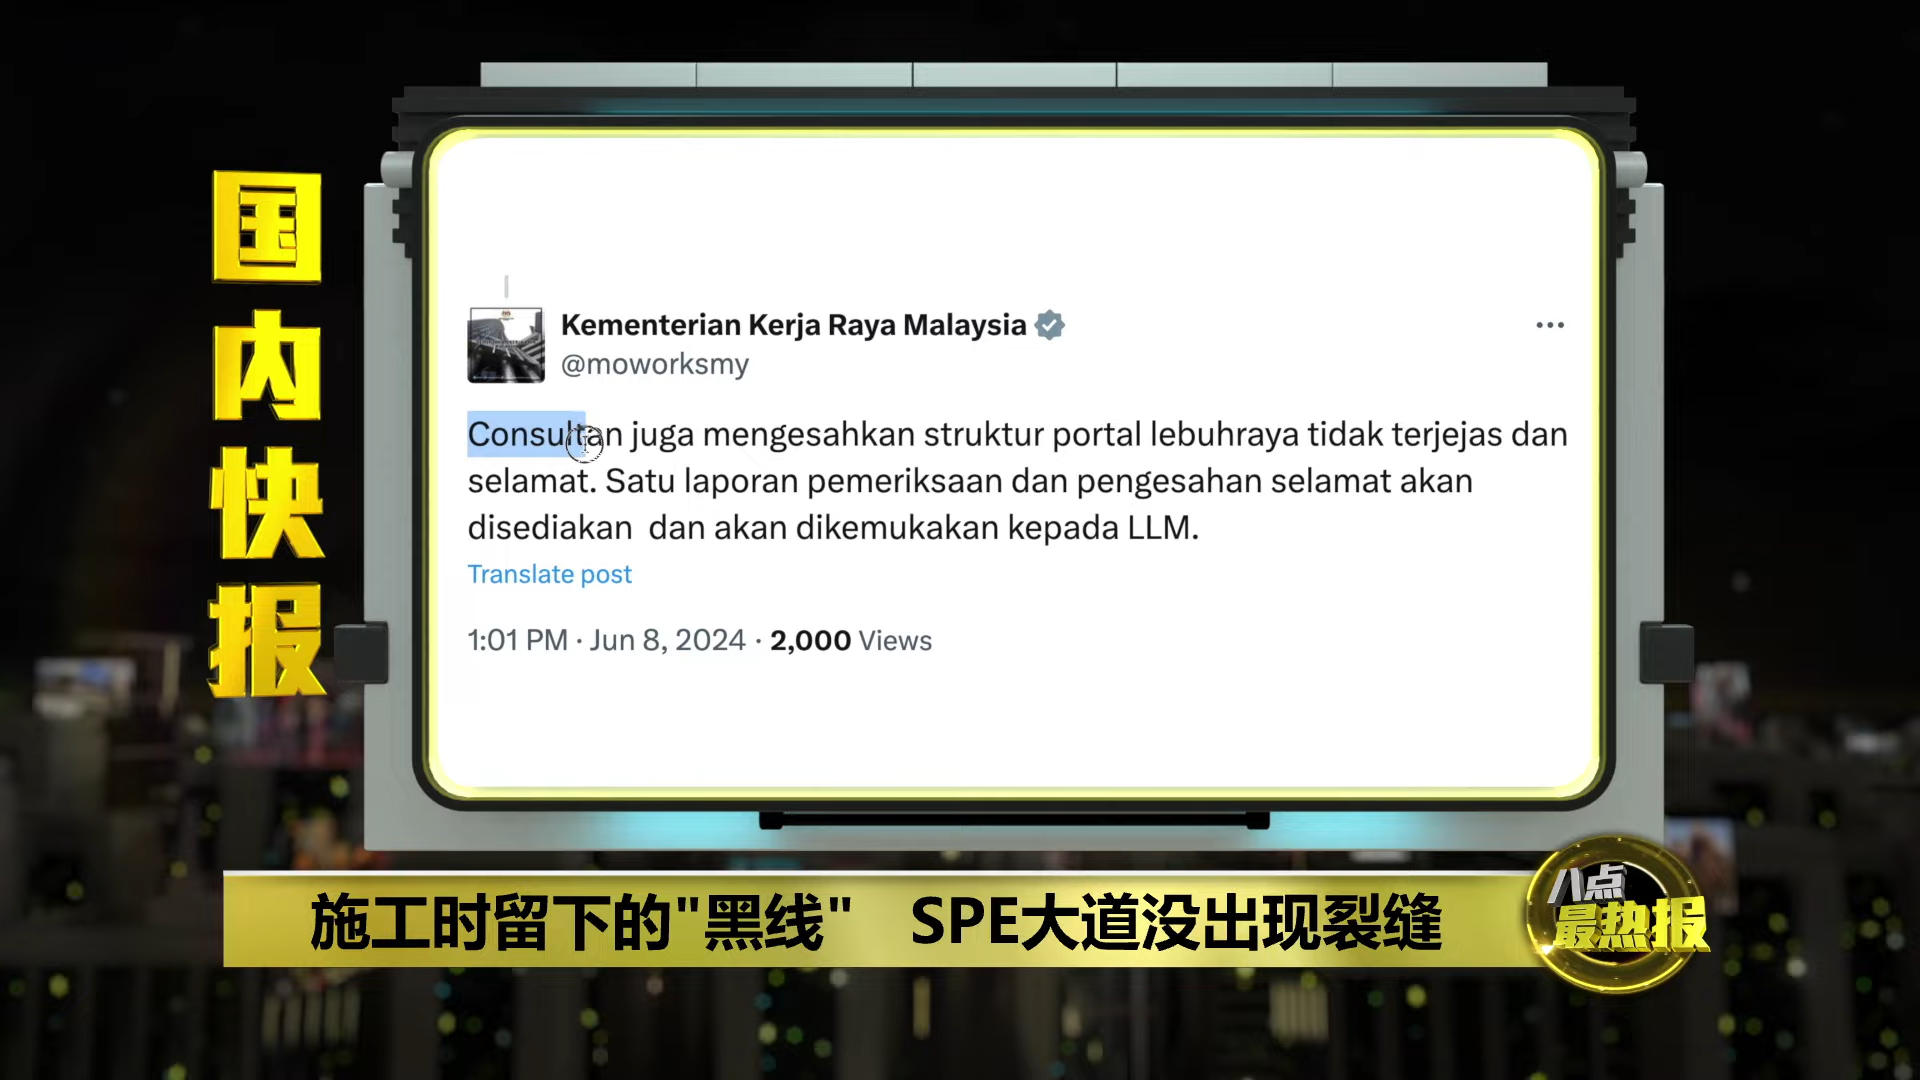 国内快报
Kementerian Kerja Raya Malaysia
@moworksmy
Consultan juga mengesahkan struktur portal lebuhraya tidak terjejas dan
selamat. Satu laporan pemeriksaan dan pengesahan selamat akan
disediakan  dan akan dikemukakan kepada LLM.
Translate post
1:01 PM · Jun 8, 2024 · 2,000 Views
施工时留下的"黑线" SPE大道没出现裂缝
八点
最热报